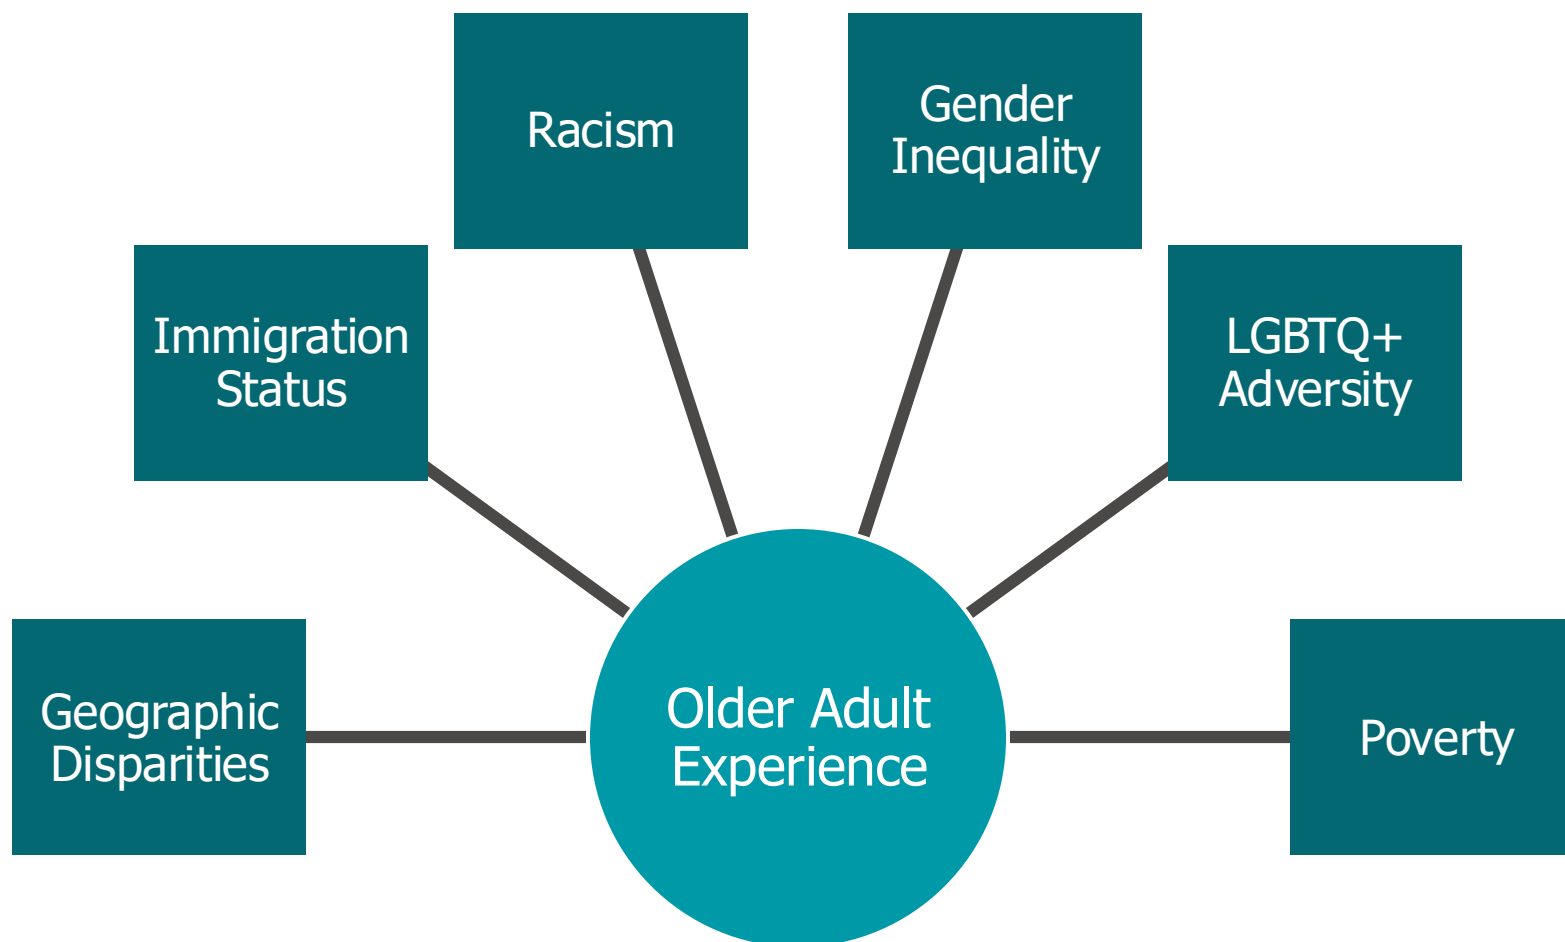 Racism
Gender
Inequality
Immigration
Status
LGBTQ+
Adversity
Geographic
Disparities
Older Adult
Experience
Poverty